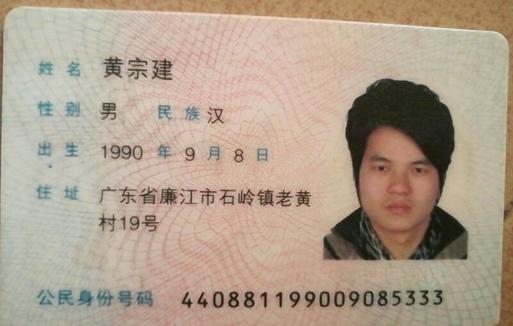 姓名 黄宗建
性别 男 民族 汉
出生 1990 年 9 月 8 日
住址 广东省廉江市石岭镇老黄
村19号
公民身份号码 440881199009085333